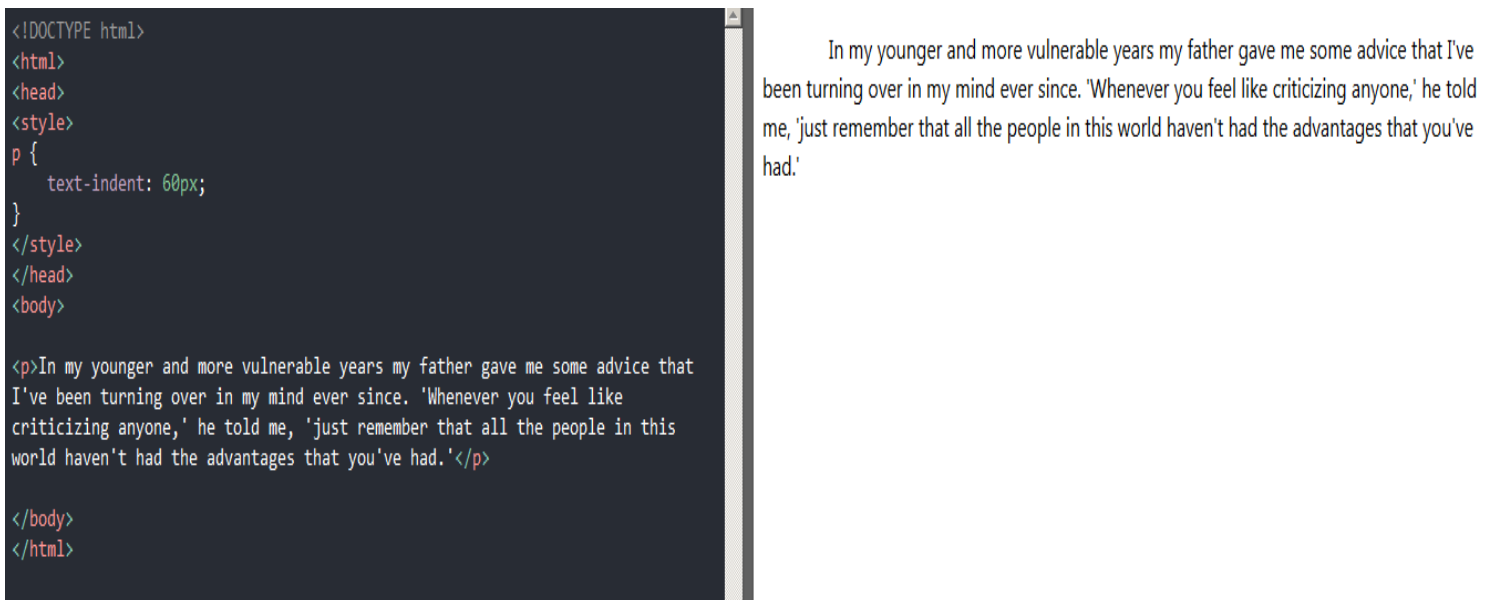 <!DOCTYPE html>
<html>
<head>
<style>
p {
    text-indent: 60px;
}
</style>
</head>
<body>

<p>In my younger and more vulnerable years my father gave me some advice that
I've been turning over in my mind ever since. 'Whenever you feel like
criticizing anyone,' he told me, 'just remember that all the people in this
world haven't had the advantages that you've had.'</p>

</body>
</html>
In my younger and more vulnerable years my father gave me some advice that I've
been turning over in my mind ever since. 'Whenever you feel like criticizing anyone,' he told
me, 'just remember that all the people in this world haven't had the advantages that you've
had.'